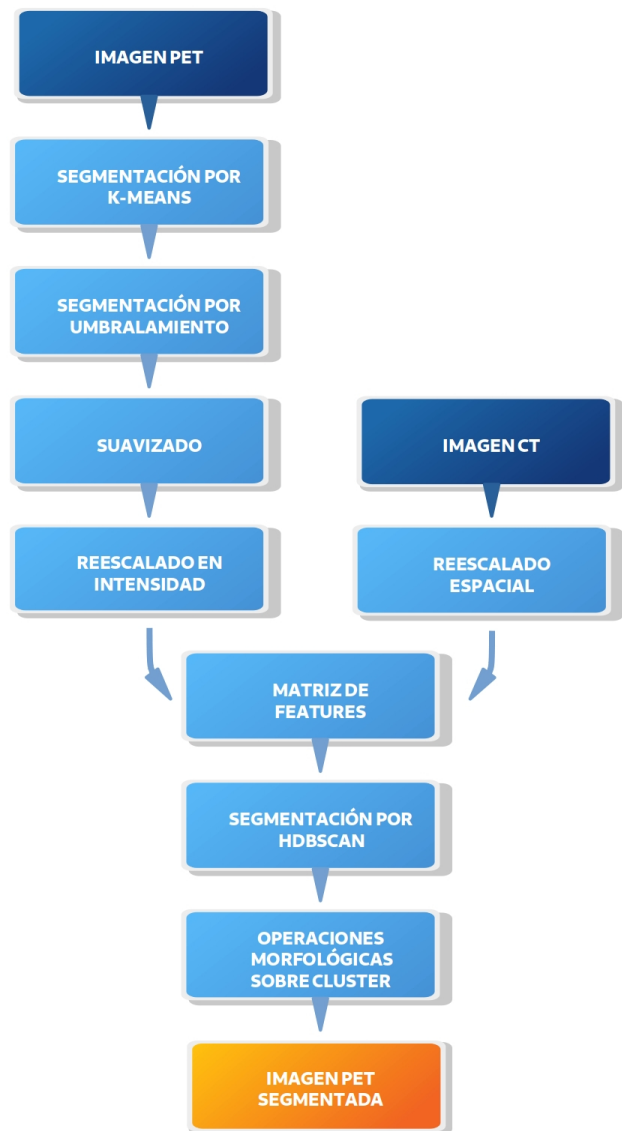 IMAGEN PET
SEGMENTACIÓN POR
K-MEANS
SEGMENTACIÓN POR
UMBRALAMIENTO
SUAVIZADO
IMAGEN CT
REESCALADO EN
INTENSIDAD
REESCALADO
ESPACIAL
MATRIZ DE
FEATURES
SEGMENTACIÓN POR
HDBSCAN
OPERACIONES
MORFOLÓGICAS
SOBRE CLUSTER
IMAGEN PET
SEGMENTADA